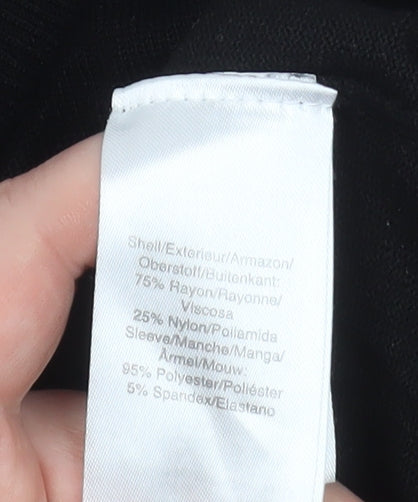 Shell/Exterieur/Armazon/
Oberstoff/Buitenkant:
75% Rayon/Rayonne/
Viscosa
25% Nylon/Poliamida
Sleeve/Manche/Manga/
Ärmel/Mouw:
95% Polyester/Poliéster
5% Spandex/Elastano